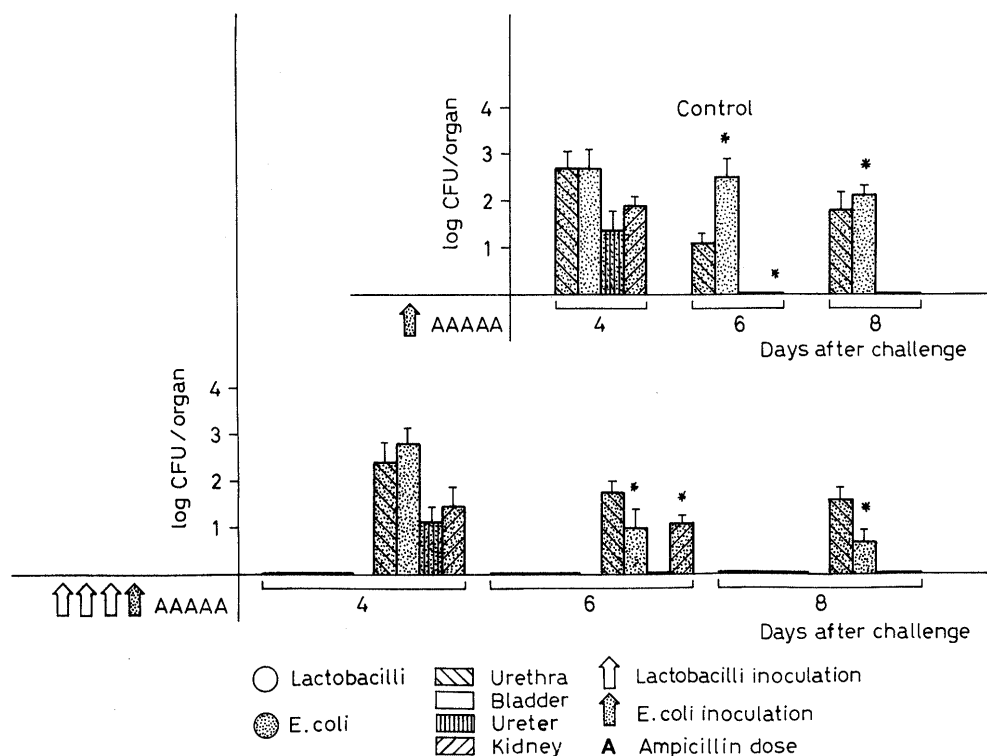 Control
*
*
*
log CFU/organ
4
3
2
1
AAAAA
4
6
8
Days after challenge
log CFU/organ
4
3
2
1
*
*
*
AAAAA
4
6
8
Days after challenge
Lactobacilli
E.coli
Urethra
Bladder
Ureter
Kidney
Lactobacilli inoculation
E.coli inoculation
A Ampicillin dose